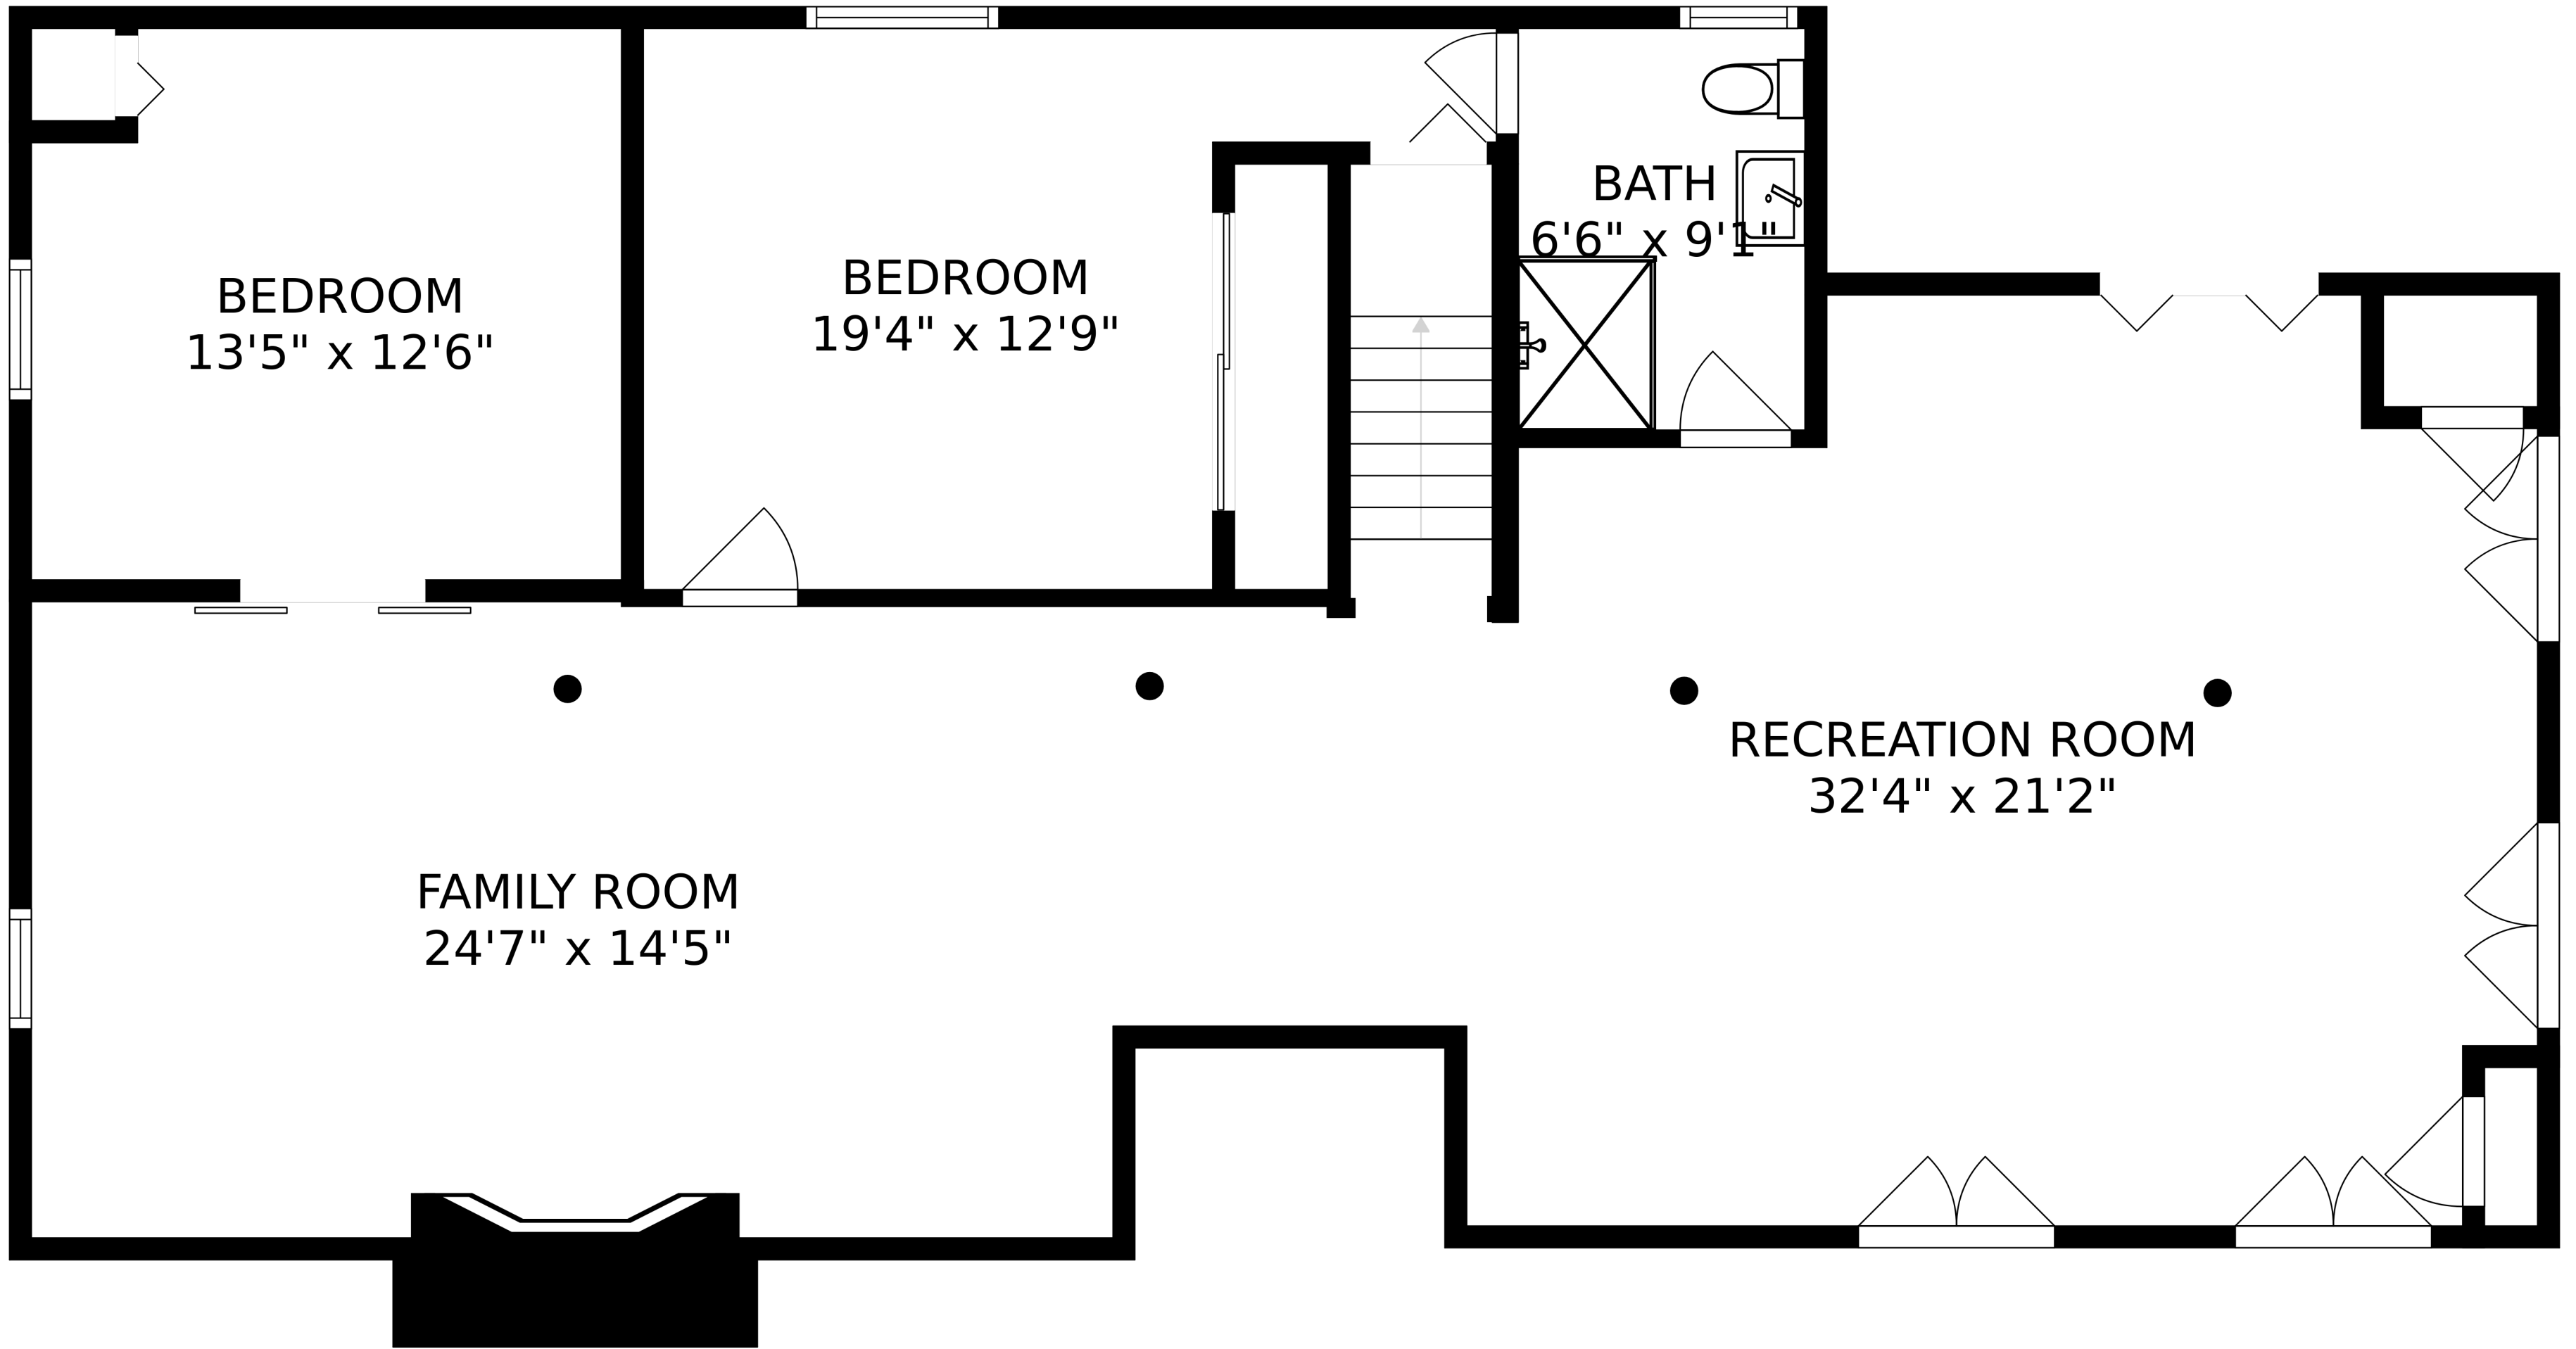 BEDROOM
13'5" x 12'6"
BEDROOM
19'4" x 12'9"
BATH
6'6" x 9'1"
RECREATION ROOM
32'4" x 21'2"
FAMILY ROOM
24'7" x 14'5"